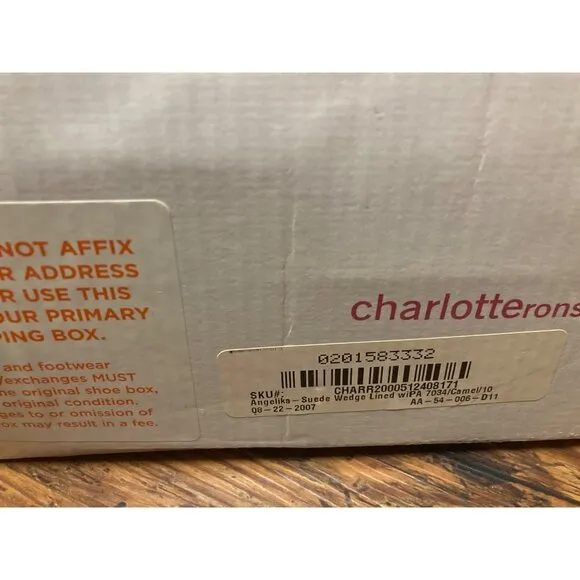 NOT AFFIX
R ADDRESS
R USE THIS
OUR PRIMARY
PING BOX.
and footwear
/exchanges MUST
ne original shoe box,
original condition.
ges to or omission of
ox may result in a fee.
charlotterons
0201583332
SKU#: CHARR2000512408171
Angelika-Suede Wedge Lined w/PA 7034/Camel/10
08-22-2007 AA-54-006-D11